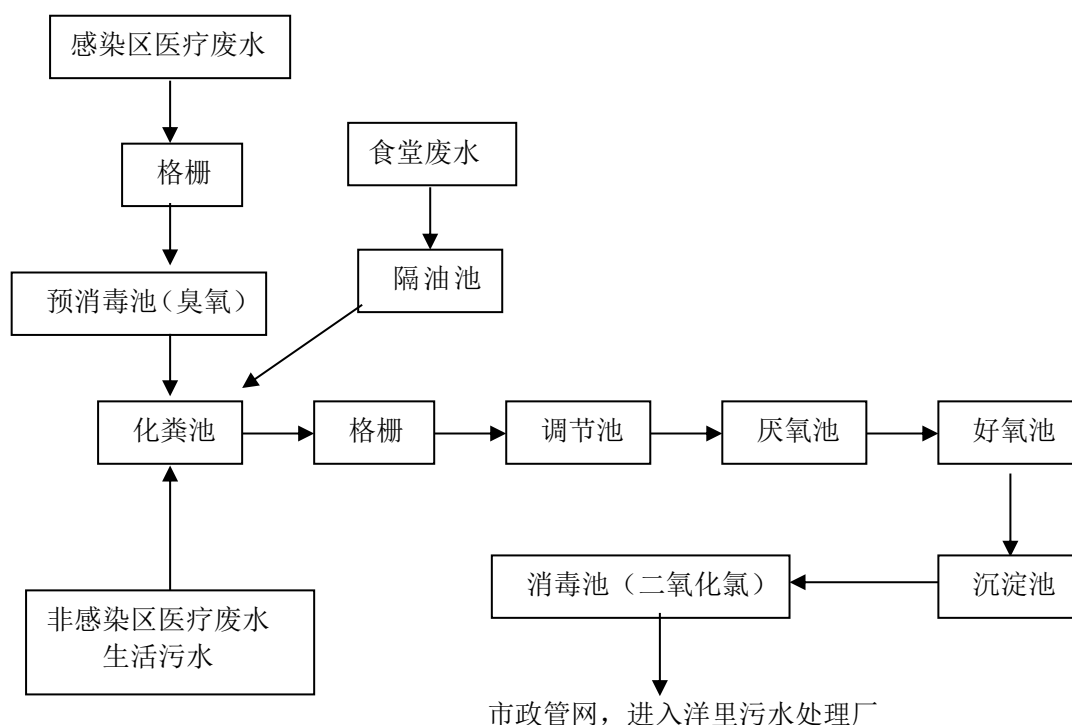 感染区医疗废水
食堂废水
格栅
隔油池
预消毒池（臭氧）
化粪池
格栅
调节池
厌氧池
好氧池
消毒池（二氧化氯）
沉淀池
非感染区医疗废水
生活污水
市政管网，进入洋里污水处理厂